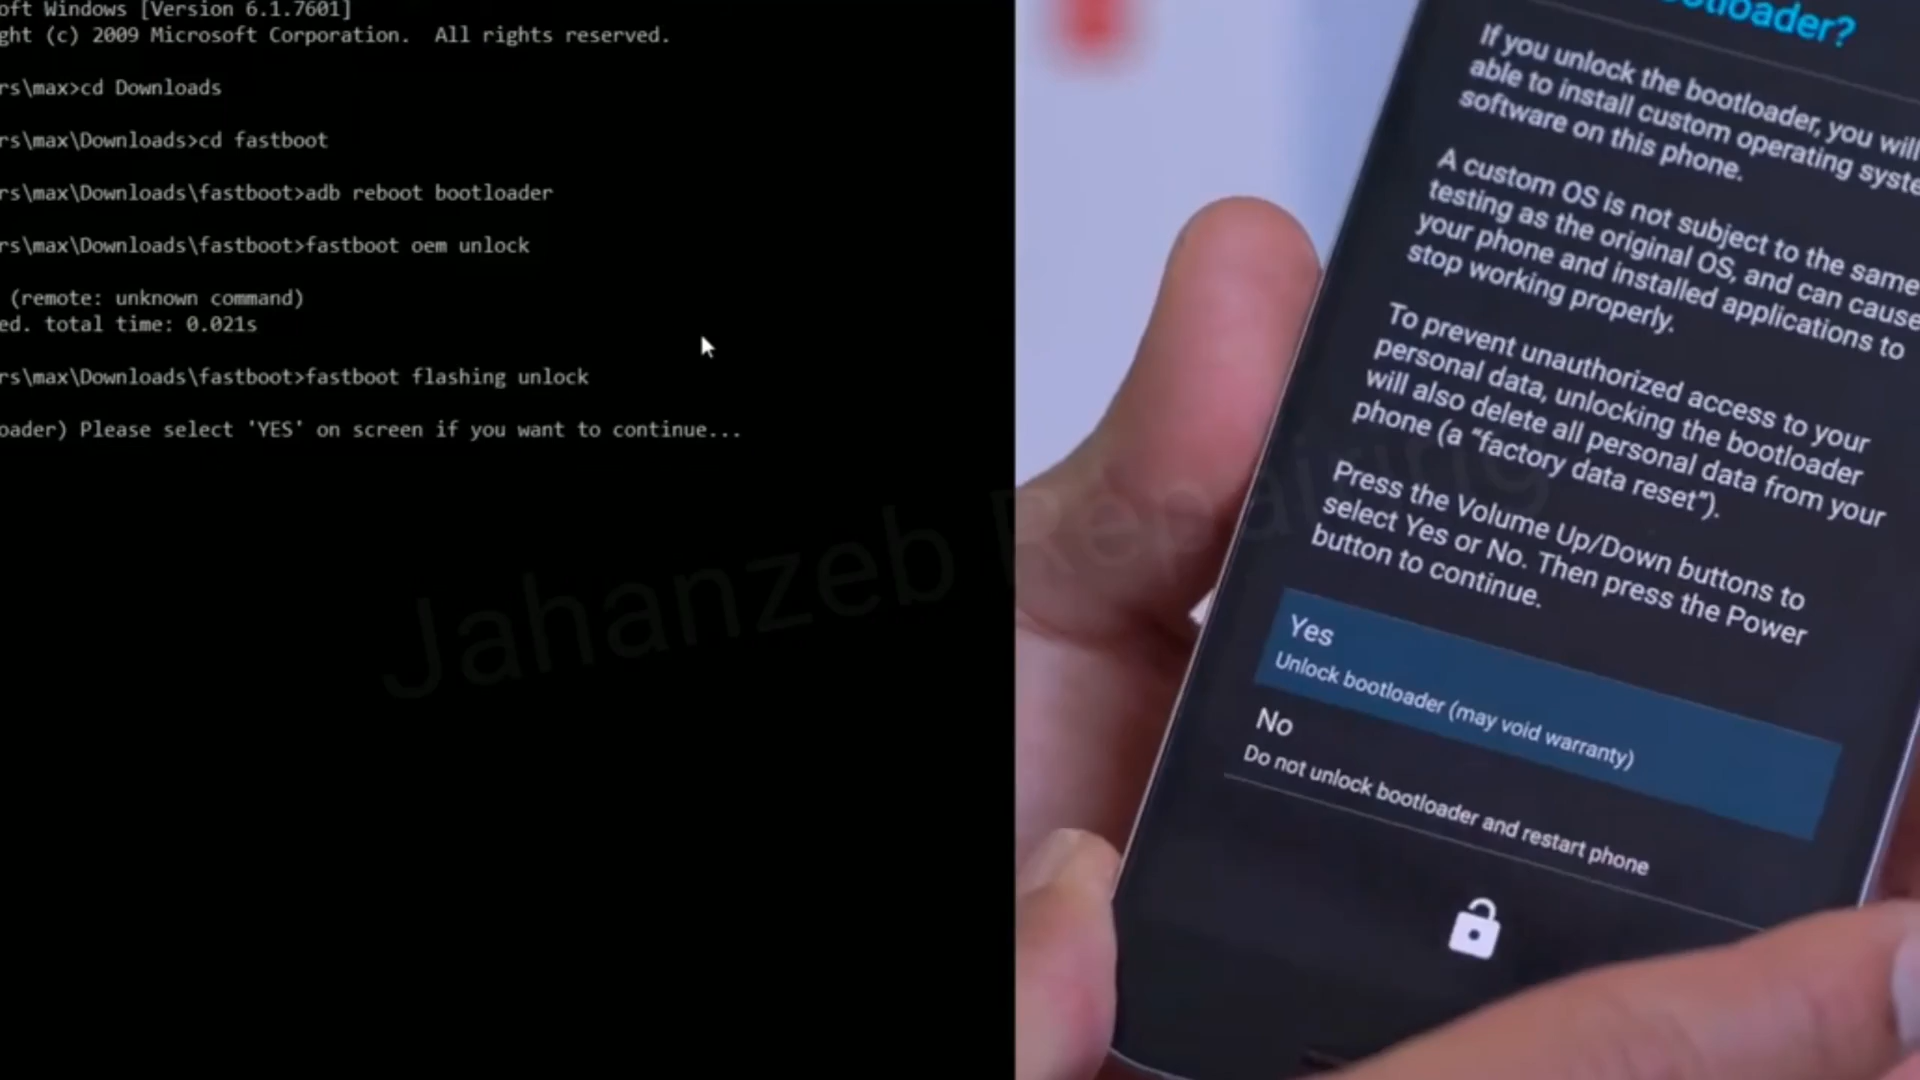 oft Windows [Version 6.1.7601]
ght (c) 2009 Microsoft Corporation.  All rights reserved.
rs\max>cd Downloads
rs\max\Downloads>cd fastboot
rs\max\Downloads\fastboot>adb reboot bootloader
rs\max\Downloads\fastboot>fastboot oem unlock
(remote: unknown command)
ed. total time: 0.021s
rs\max\Downloads\fastboot>fastboot flashing unlock
oader) Please select 'YES' on screen if you want to continue...
Jahanzeb Repairing
otloader?
If you unlock the bootloader, you will
able to install custom operating syste
software on this phone.
A custom OS is not subject to the same
testing as the original OS, and can cause
your phone and installed applications to
stop working properly.
To prevent unauthorized access to your
personal data, unlocking the bootloader
will also delete all personal data from your
phone (a "factory data reset").
Press the Volume Up/Down buttons to
select Yes or No. Then press the Power
button to continue.
Yes
Unlock bootloader (may void warranty)
No
Do not unlock bootloader and restart phone